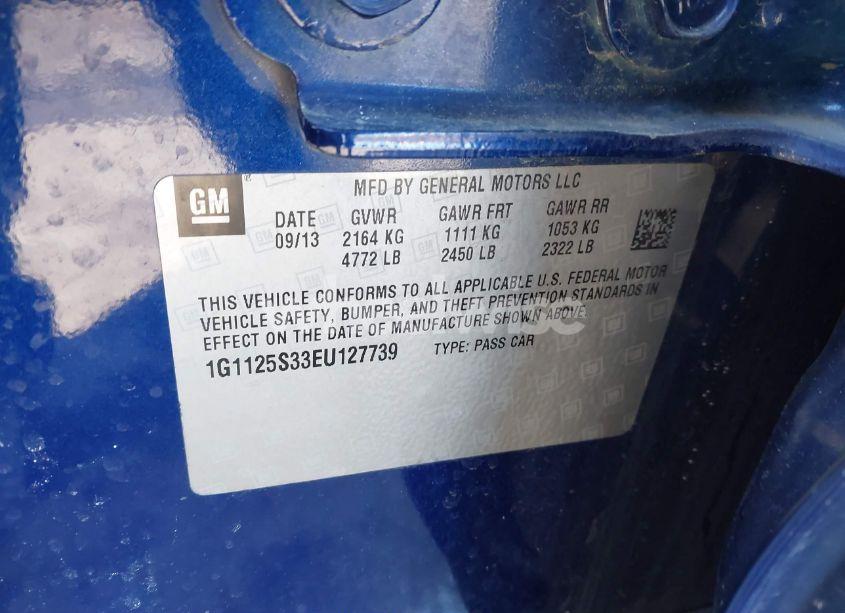 MFD BY GENERAL MOTORS LLC
GM ®
DATE GVWR GAWR FRT GAWR RR
09/13 2164 KG 1111 KG 1053 KG
4772 LB 2450 LB 2322 LB
THIS VEHICLE CONFORMS TO ALL APPLICABLE U.S. FEDERAL MOTOR
VEHICLE SAFETY, BUMPER, AND THEFT PREVENTION STANDARDS IN
EFFECT ON THE DATE OF MANUFACTURE SHOWN ABOVE.
1G1125S33EU127739 TYPE: PASS CAR